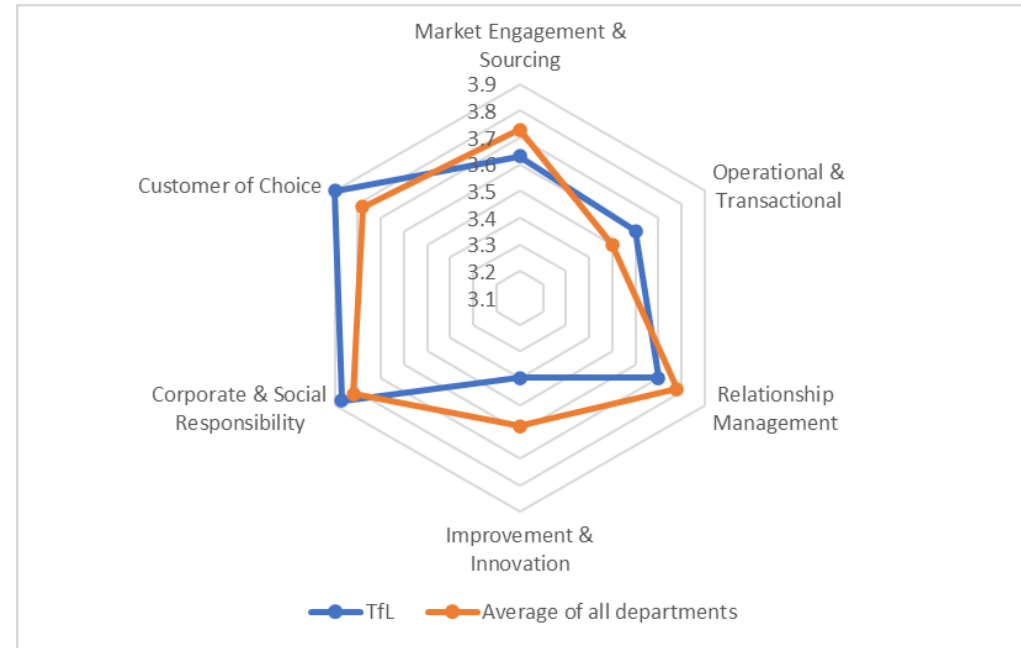 Market Engagement &
Sourcing
3.9
3.8
3.7
3.6
3.5
3.4
3.3
3.2
3.1
Operational &
Transactional
Customer of Choice
Corporate & Social
Responsibility
Relationship
Management
Improvement &
Innovation
TfL
Average of all departments